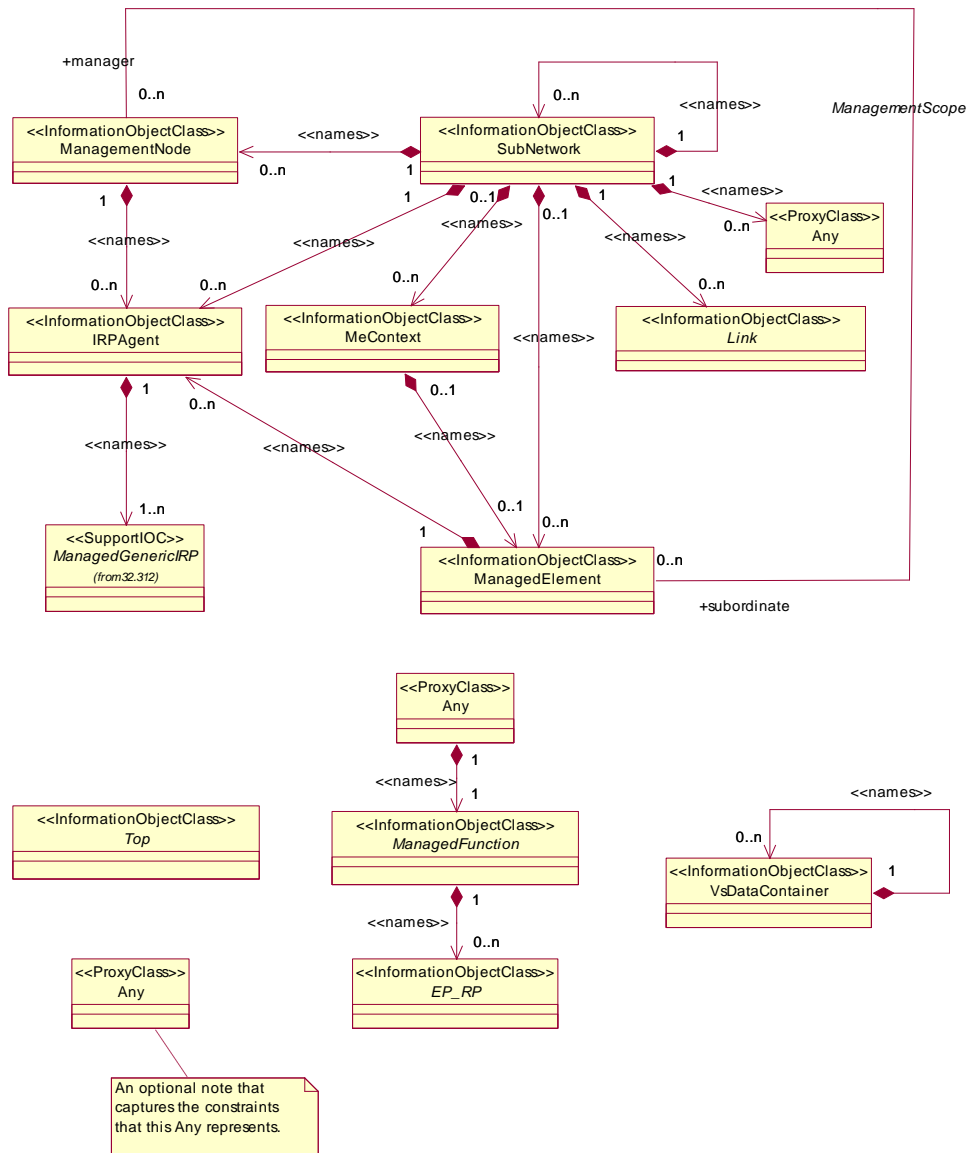 +manager
0..n
<<InformationObjectClass>>
ManagementNode
<<names>>
0..n
1
<<InformationObjectClass>>
SubNetwork
0..n
<<names>>
1
ManagementScope
1
<<names>>
0..n
1
<<names>>
0..n
0..1
<<names>>
0..n
0..1
<<names>>
0..n
1
<<names>>
0..n
1
<<names>>
0..n
<<ProxyClass>>
Any
<<InformationObjectClass>>
IRPAgent
<<InformationObjectClass>>
MeContext
<<InformationObjectClass>>
Link
1
<<names>>
1..n
0..n
<<names>>
1
0..1
<<names>>
0..1
<<SupportIOC>>
ManagedGenericIRP
(from32.312)
<<InformationObjectClass>>
ManagedElement
0..n
+subordinate
<<ProxyClass>>
Any
1
<<names>>
1
<<InformationObjectClass>>
Top
<<InformationObjectClass>>
ManagedFunction
1
<<names>>
0..n
<<names>>
0..n
1
<<InformationObjectClass>>
VsDataContainer
<<ProxyClass>>
Any
<<InformationObjectClass>>
EP_RP
An optional note that
captures the constraints
that this Any represents.